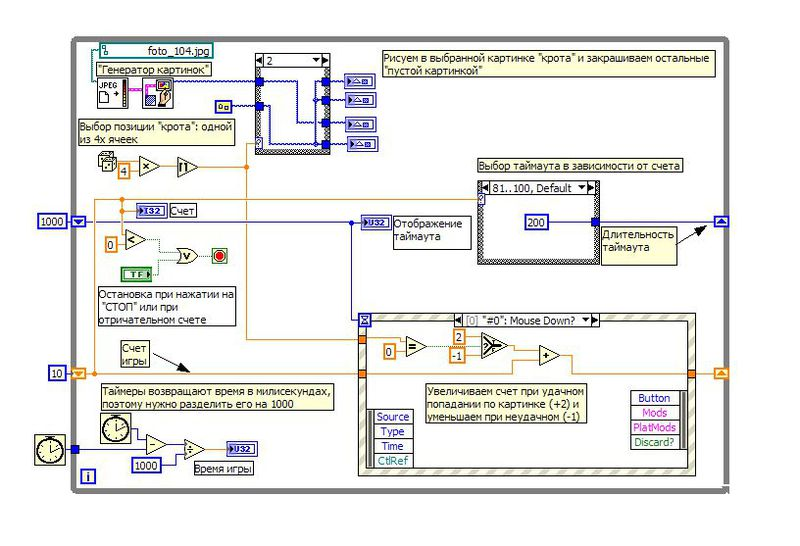 foto_104.jpg
"Генератор картинок"
JPEG
2
Рисуем в выбранной картинке "крота" и закрашиваем остальные
"пустой картинкой"
Выбор позиции "крота": одной
из 4х ячеек
4
Выбор таймаута в зависимости от счета
81..100, Default
I32
Счет
1000
U32
Отображение
таймаута
200
Длительность
таймаута
0
TF
Остановка при нажатии на
"СТОП" или при
отричательном счете
[0] "#0": Mouse Down?
Счет
игры
0
2
-1
10
Таймеры возвращают время в милисекундах,
поэтому нужно разделить его на 1000
Увеличиваем счет при удачном
попадании по картинке (+2) и
уменьшаем при неудачном (-1)
Source
Type
Time
CtlRef
Button
Mods
PlatMods
Discard?
1000
U32
Время игры
i